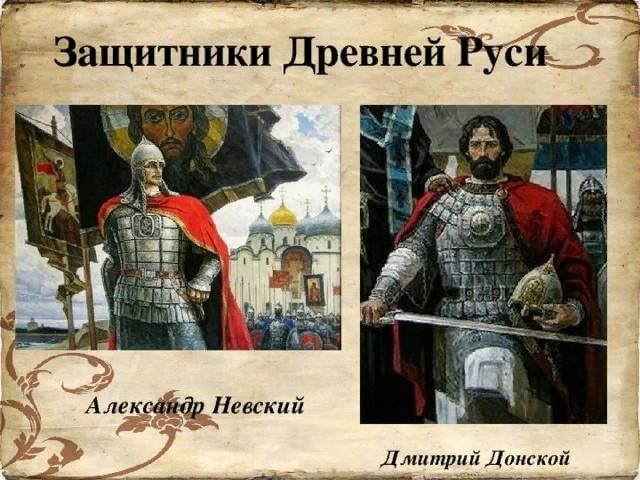 Защитники Древней Руси
Александр Невский
Дмитрий Донской